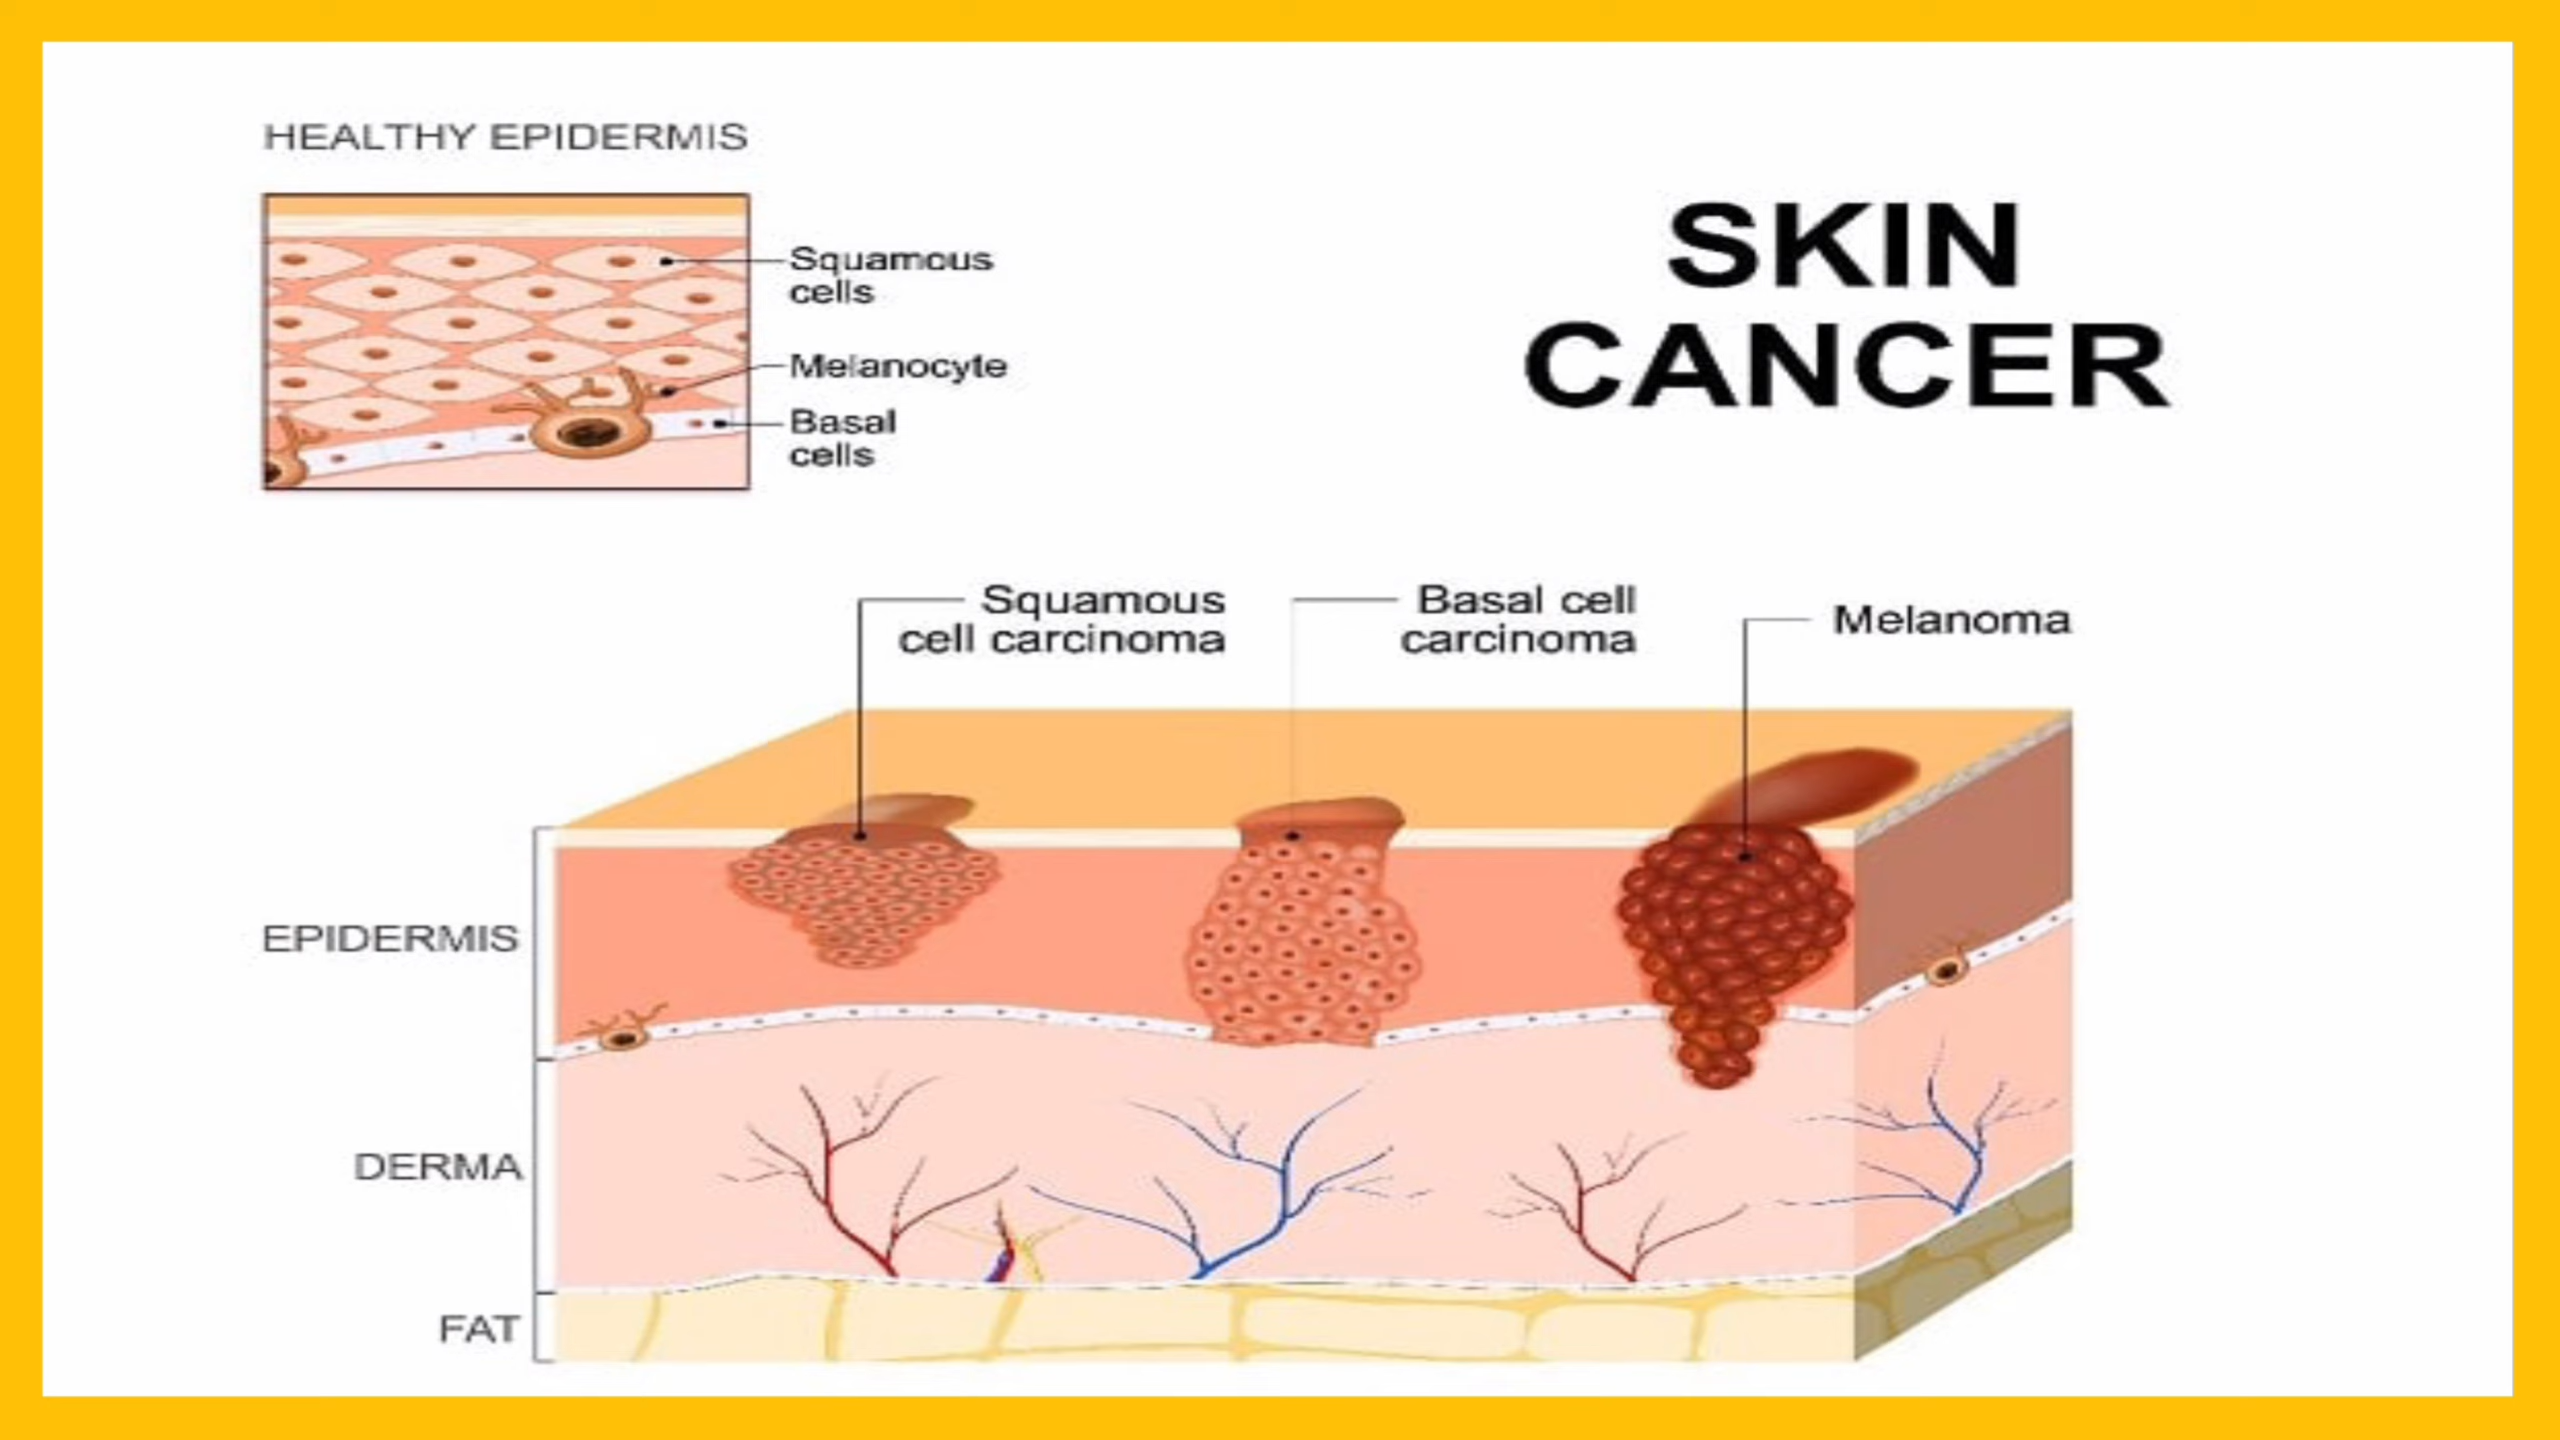 HEALTHY EPIDERMIS
Squamous
cells
Melanocyte
Basal
cells
SKIN
CANCER
Squamous
cell carcinoma
Basal cell
carcinoma
Melanoma
EPIDERMIS
DERMA
FAT